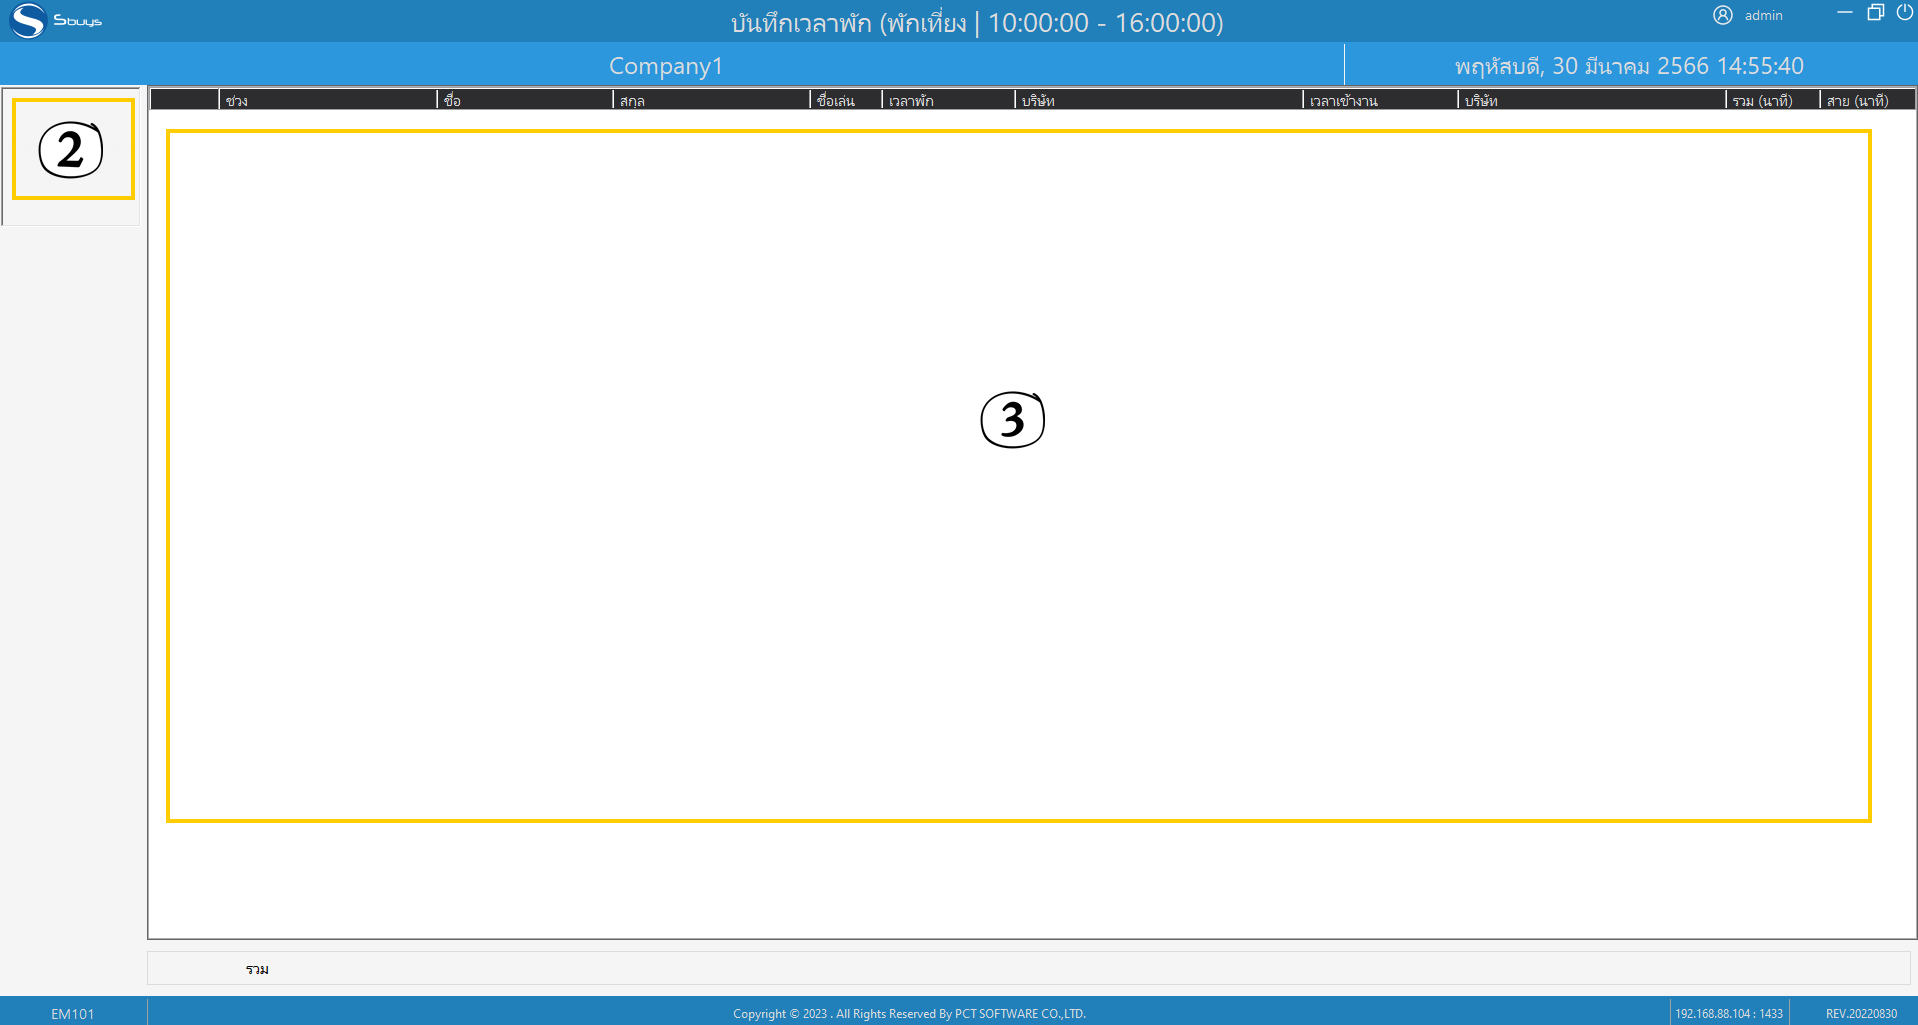 Sbuys
บันทึกเวลาพัก (พักเที่ยง | 10:00:00 - 16:00:00)
admin
Company1
พฤหัสบดี, 30 มีนาคม 2566 14:55:40
ช่วง ชื่อ สกุล ชื่อเล่น เวลาพัก บริษัท เวลาเข้างาน บริษัท รวม (นาที) สาย (นาที)
2
3
รวม
EM101
Copyright © 2023 . All Rights Reserved By PCT SOFTWARE CO.,LTD.
192.168.88.104 : 1433
REV.20220830